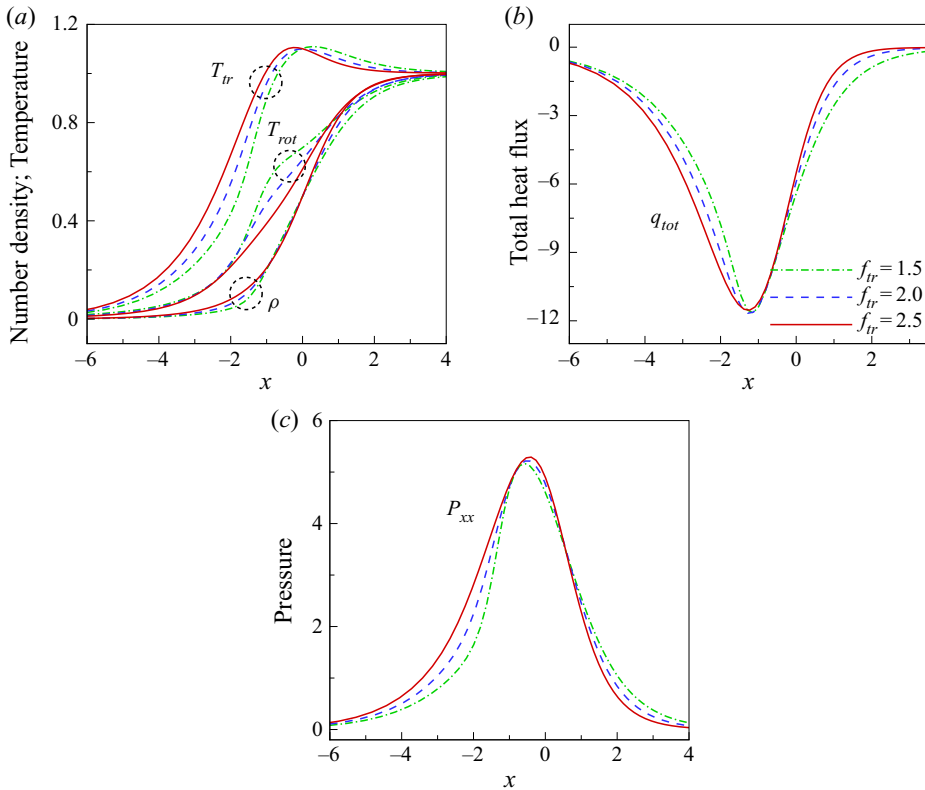 (a)
Number density; Temperature
1.2
0.8
0.4
0
T_tr
T_rot
ρ
−6
−4
−2
0
2
4
x
(b)
Total heat flux
0
−3
−6
−9
−12
q_tot
f_tr = 1.5
f_tr = 2.0
f_tr = 2.5
−6
−4
−2
0
2
x
(c)
Pressure
6
4
2
0
P_xx
−6
−4
−2
0
2
4
x